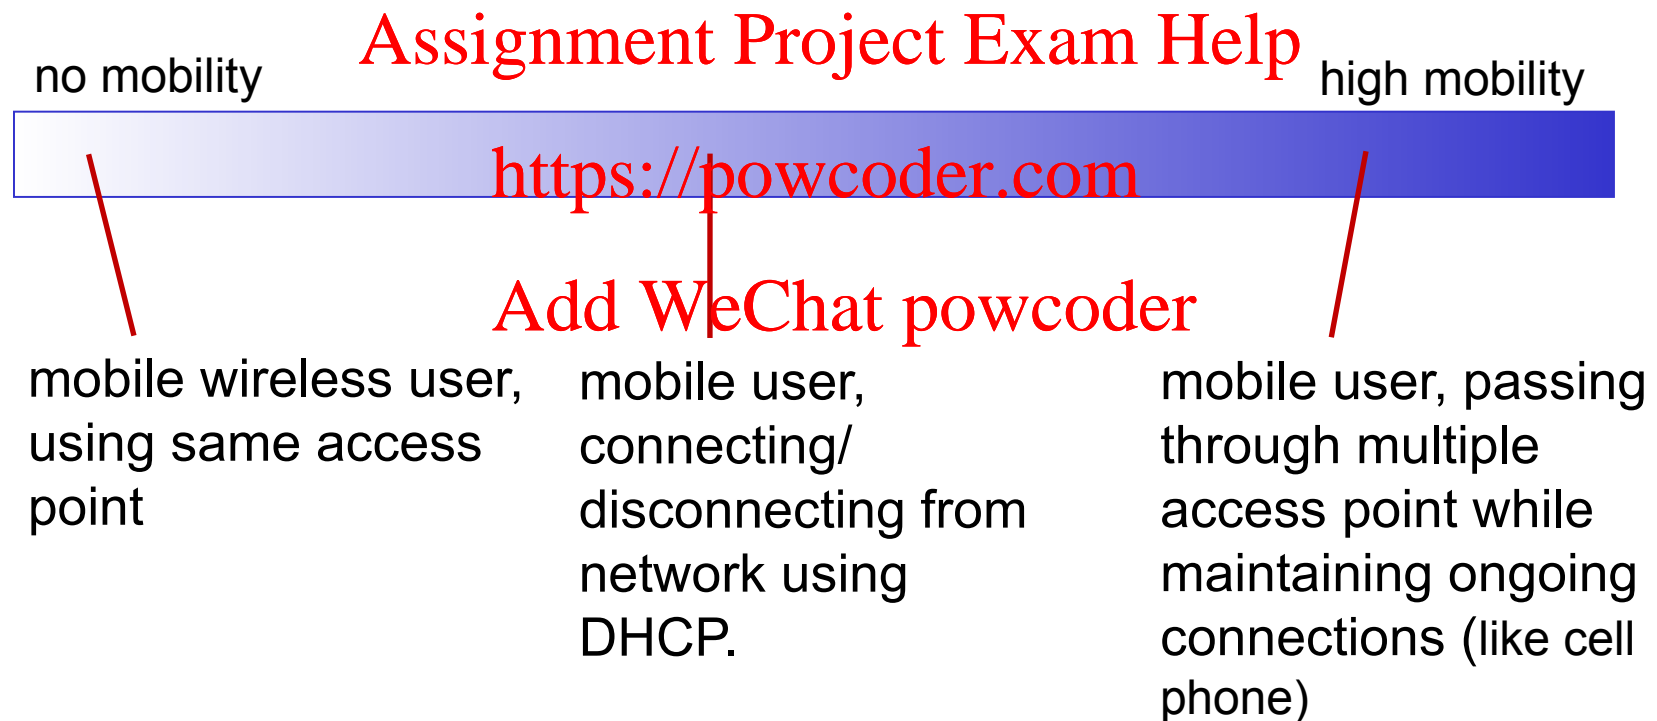 Assignment Project Exam Help
no mobility
high mobility
https://powcoder.com
Add WeChat powcoder
mobile wireless user,
using same access
point
mobile user,
connecting/
disconnecting from
network using
DHCP.
mobile user, passing
through multiple
access point while
maintaining ongoing
connections (like cell
phone)